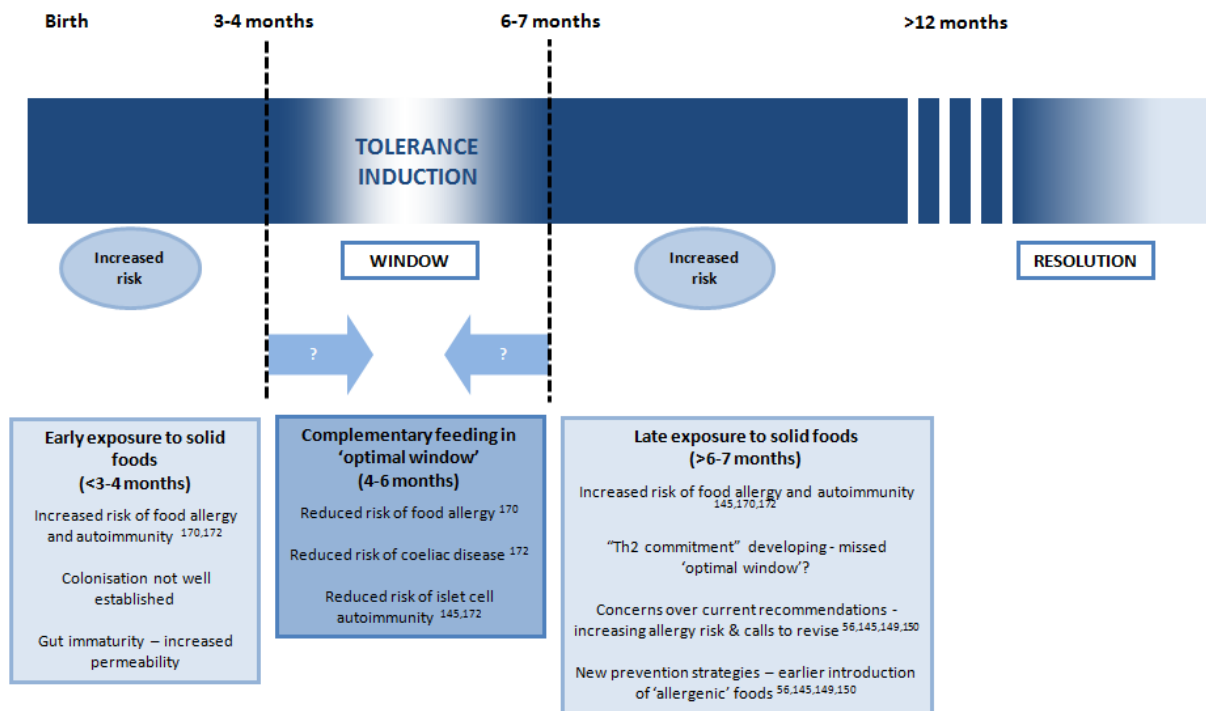 Birth
3-4 months
6-7 months
>12 months
TOLERANCE
INDUCTION
Increased
risk
WINDOW
Increased
risk
RESOLUTION
?
?
Early exposure to solid
foods
(<3-4 months)
Increased risk of food allergy
and autoimmunity 170,172
Colonisation not well
established
Gut immaturity – increased
permeability
Complementary feeding in
‘optimal window’
(4-6 months)
Reduced risk of food allergy 170
Reduced risk of coeliac disease 172
Reduced risk of islet cell
autoimmunity 145,172
Late exposure to solid foods
(>6-7 months)
Increased risk of food allergy and autoimmunity
145,170,172
“Th2 commitment” developing - missed
‘optimal window’?
Concerns over current recommendations -
increasing allergy risk & calls to revise 56,145,149,150
New prevention strategies – earlier introduction
of ‘allergenic’ foods 56,145,149,150